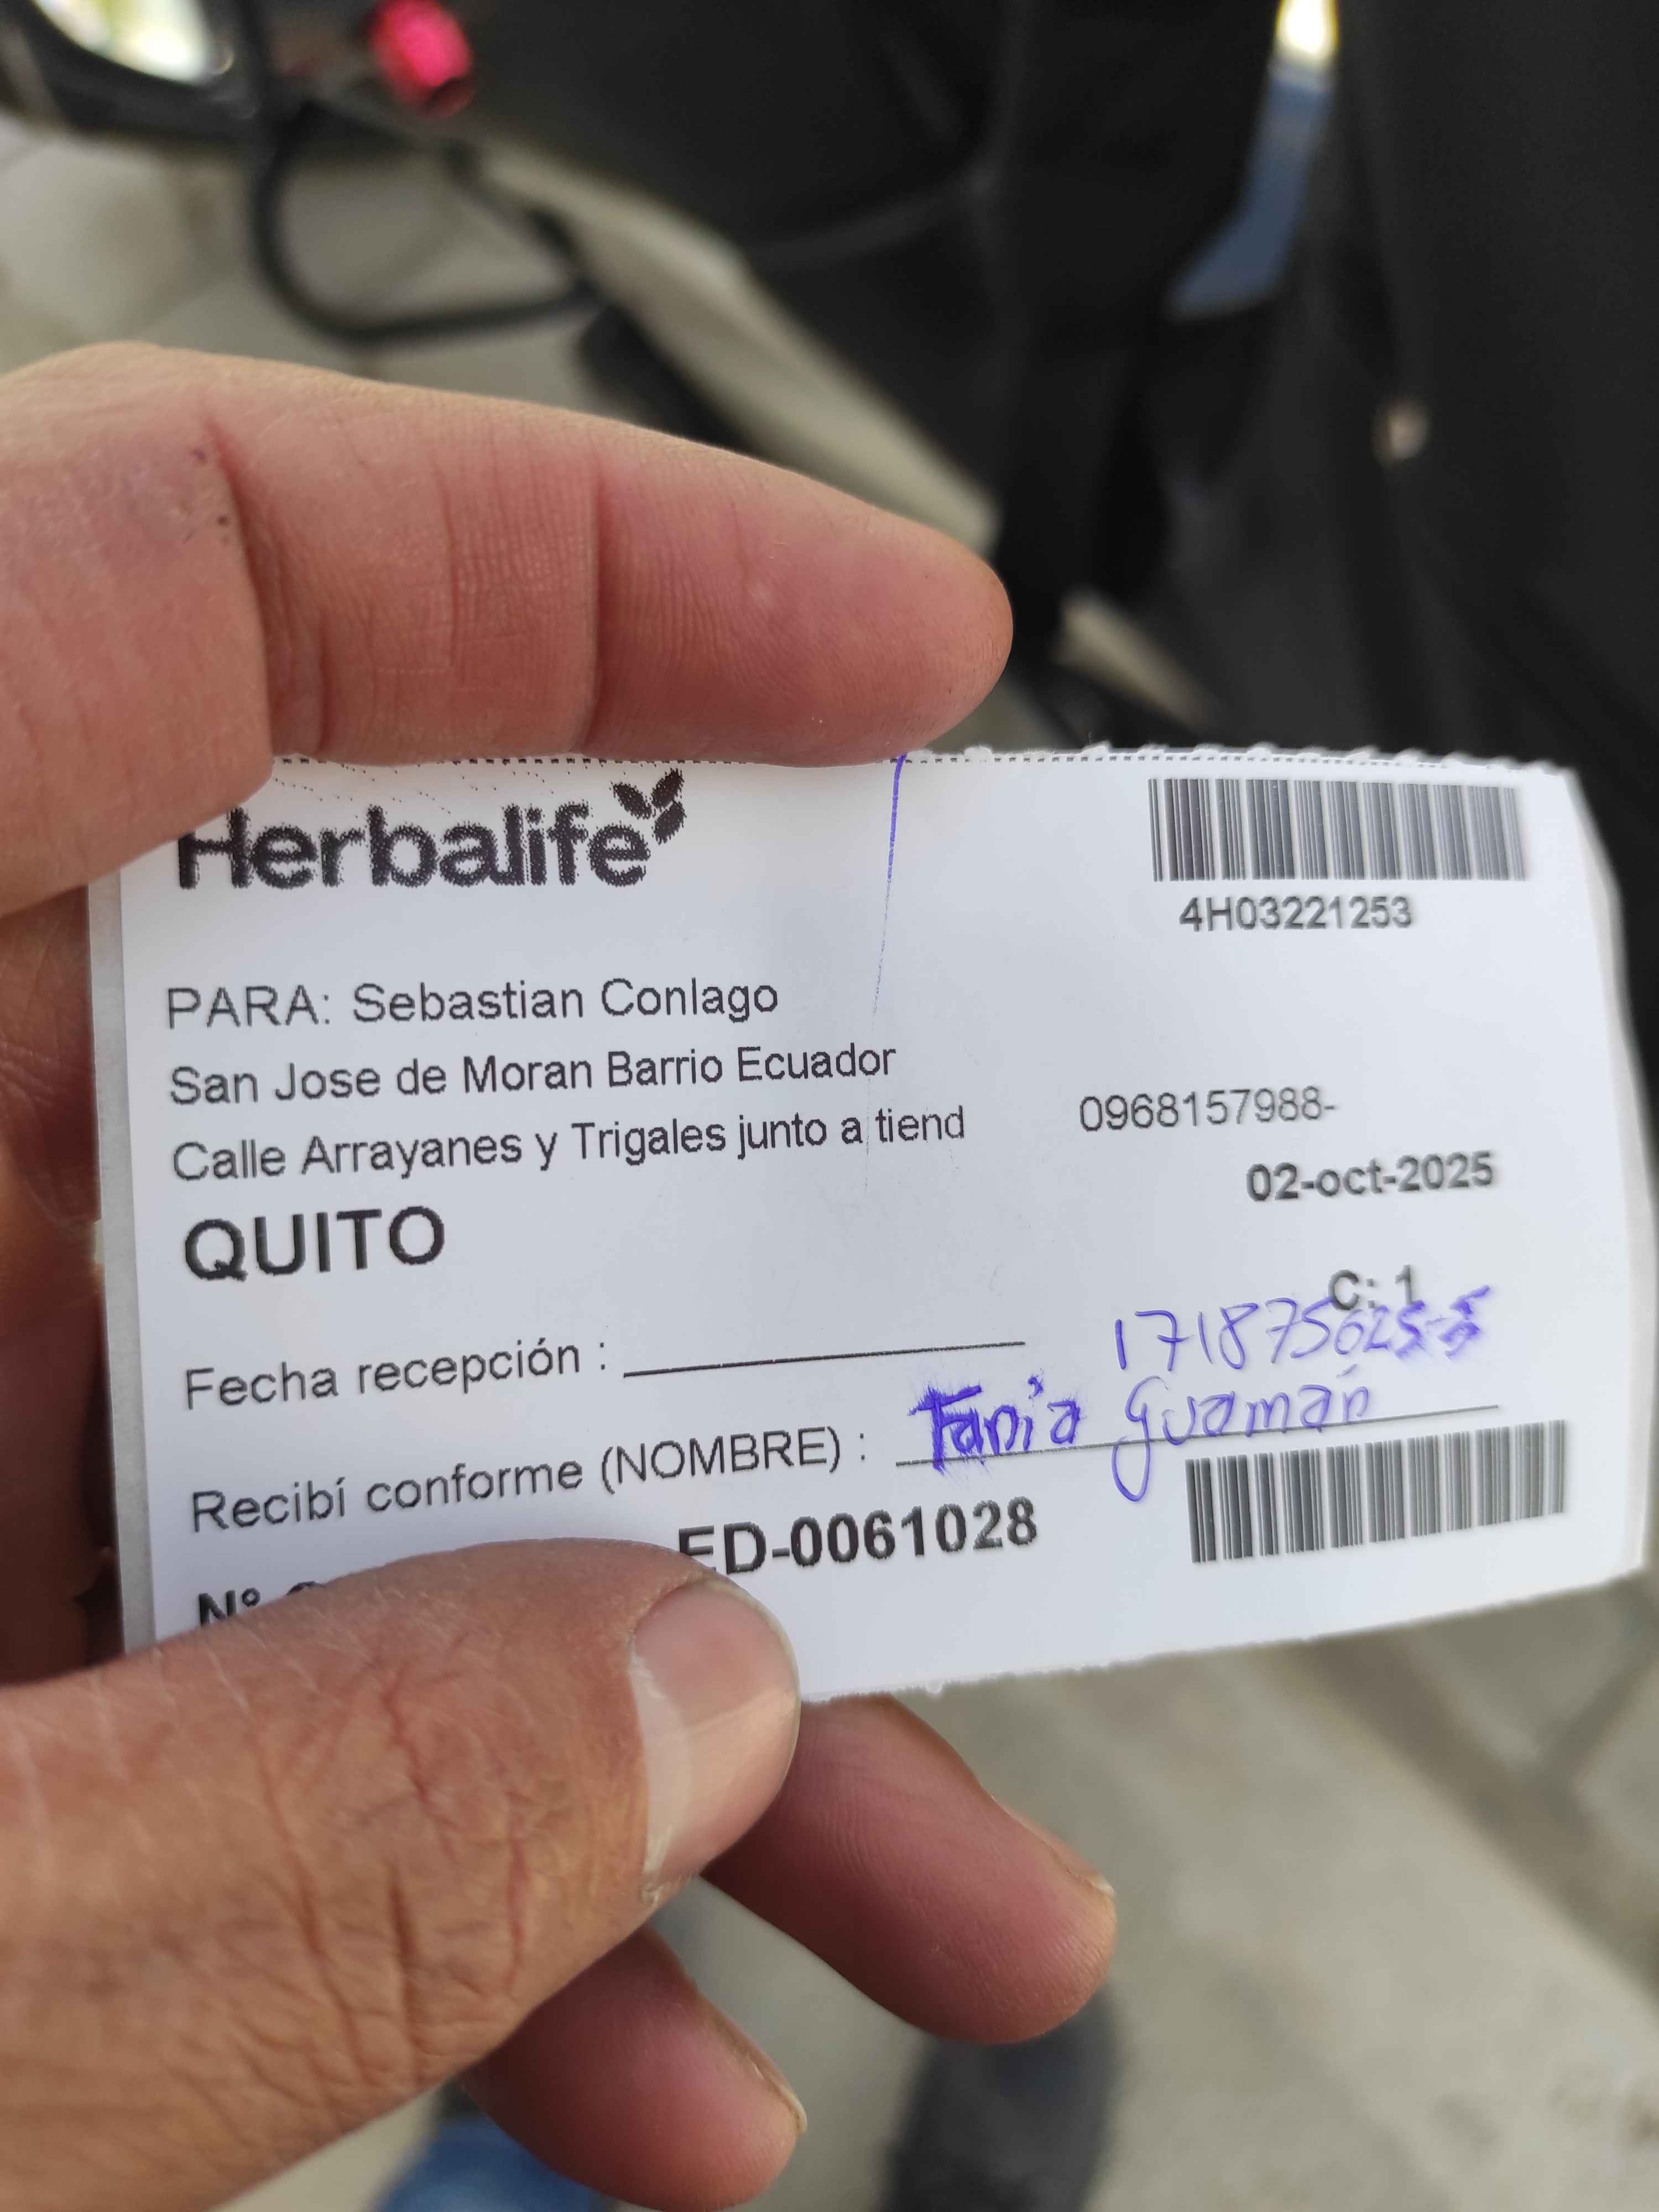 Herbalife
4H03221253
PARA: Sebastian Conlago
San Jose de Moran Barrio Ecuador
Calle Arrayanes y Trigales junto a tiend 0968157988-
02-oct-2025
QUITO
C: 1
Fecha recepción :
Recibí conforme (NOMBRE) : Tania Guamán
Nº ED-0061028